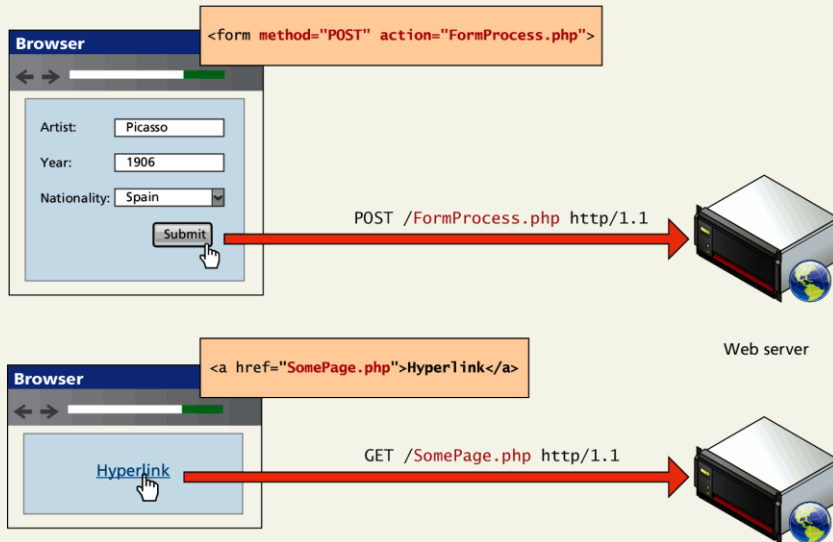 <form method="POST" action="FormProcess.php">
Browser
Artist: Picasso
Year: 1906
Nationality: Spain
Submit
POST /FormProcess.php http/1.1
Web server
<a href="SomePage.php">Hyperlink</a>
Browser
Hyperlink
GET /SomePage.php http/1.1